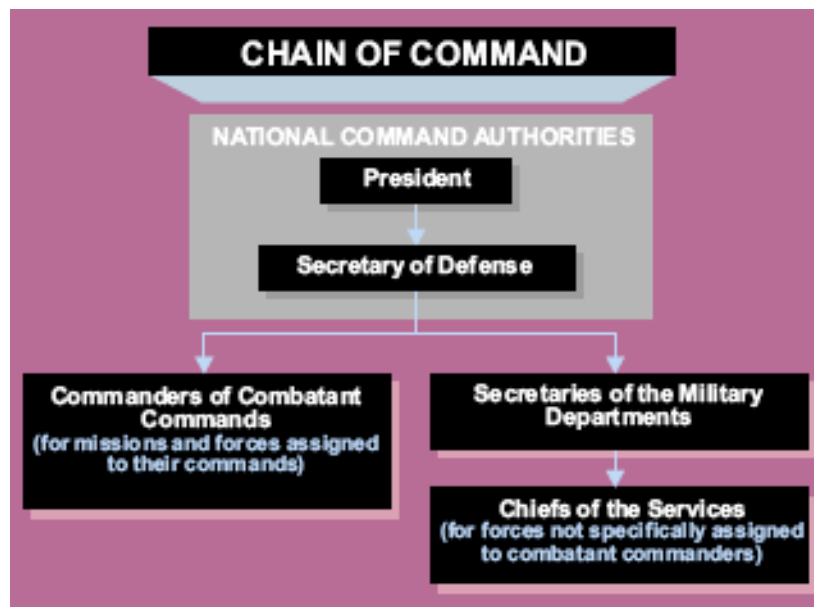 CHAIN OF COMMAND
NATIONAL COMMAND AUTHORITIES
President
Secretary of Defense
Commanders of Combatant
Commands
(for missions and forces assigned
to their commands)
Secretaries of the Military
Departments
Chiefs of the Services
(for forces not specifically assigned
to combatant commanders)